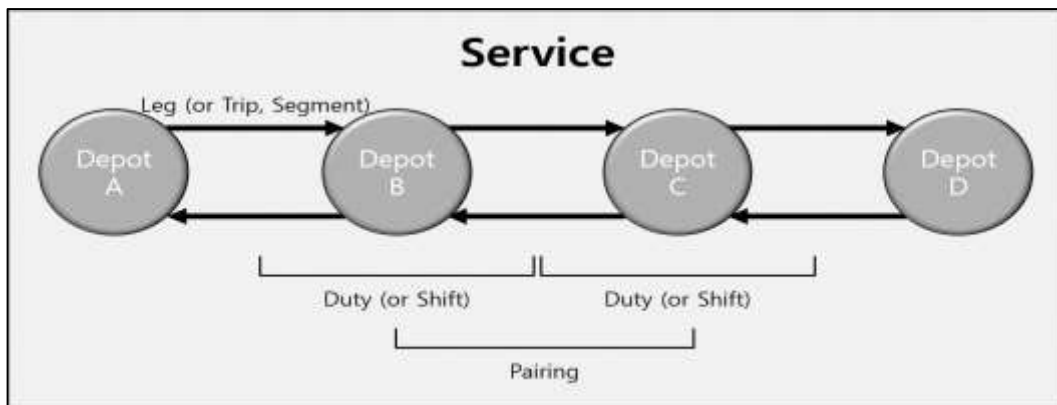 Service
Leg (or Trip, Segment)
Depot
A
Depot
B
Depot
C
Depot
D
Duty (or Shift)
Duty (or Shift)
Pairing